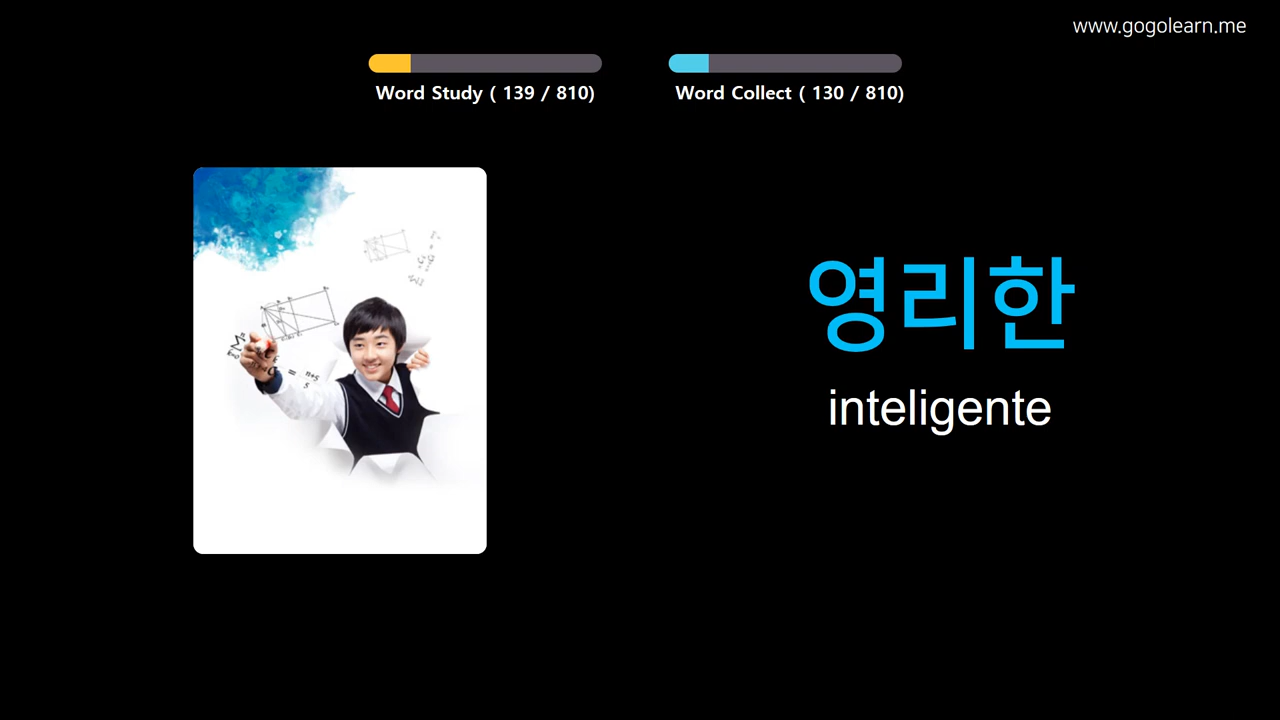 www.gogolearn.me
Word Study ( 139 / 810)
Word Collect ( 130 / 810)
영리한
inteligente